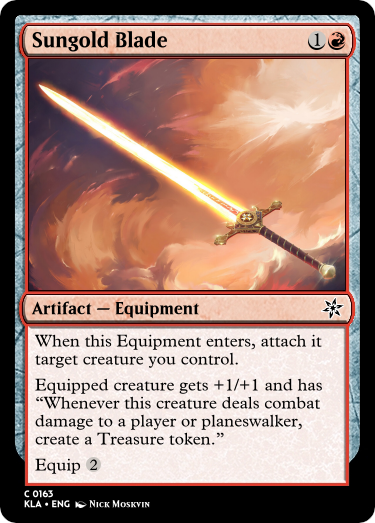 Sungold Blade 1
Artifact — Equipment
When this Equipment enters, attach it
target creature you control.
Equipped creature gets +1/+1 and has
“Whenever this creature deals combat
damage to a player or planeswalker,
create a Treasure token.”
Equip 2
C 0163
KLA • ENG Nick Moskvin